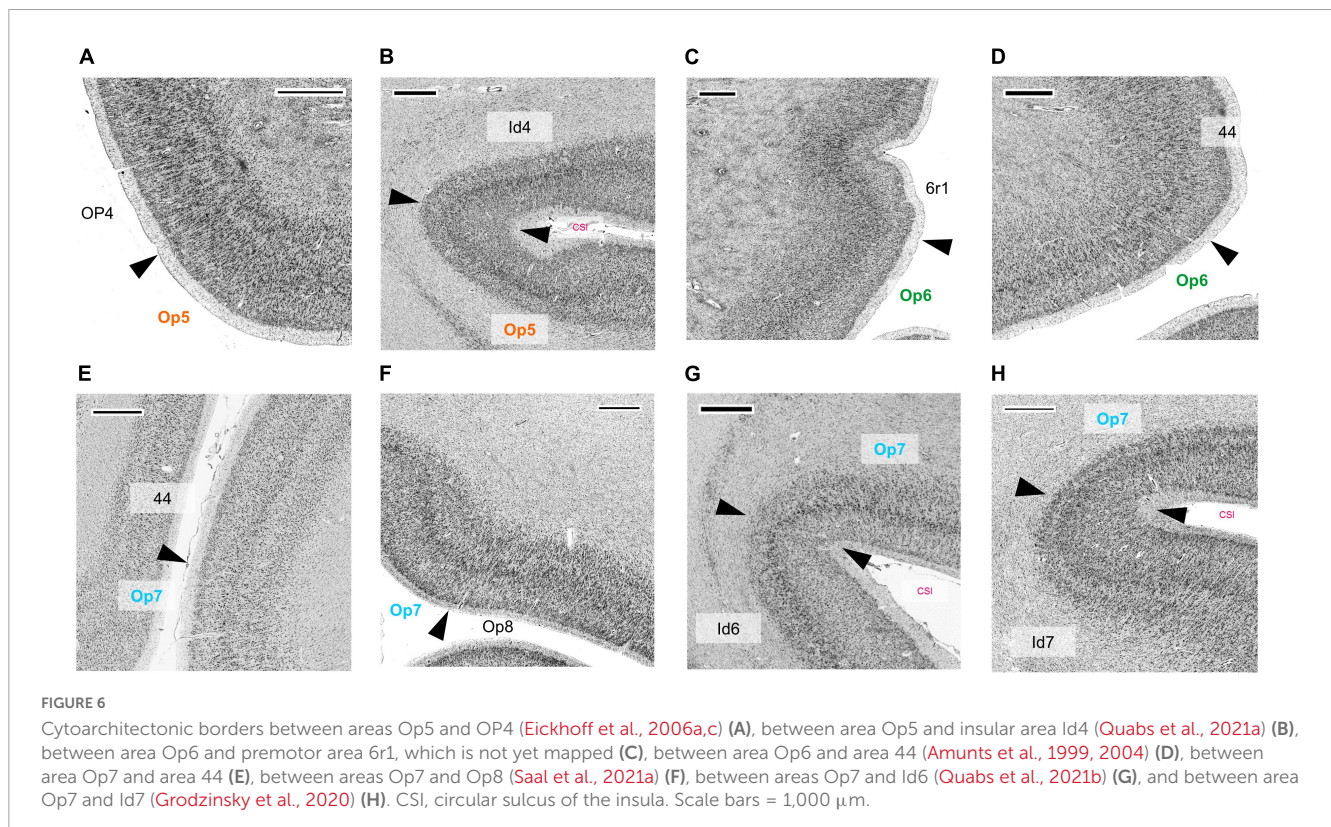 A
B
C
D
Id4
44
6r1
OP4
CSI
Op6
Op6
Op5
Op5
E
F
G
H
Op7
Op7
44
CSI
Op7
CSI
Op7
Op8
Id6
Id7
FIGURE 6
Cytoarchitectonic borders between areas Op5 and OP4 (Eickhoff et al., 2006a,c) (A), between area Op5 and insular area Id4 (Quabs et al., 2021a) (B),
between area Op6 and premotor area 6r1, which is not yet mapped (C), between area Op6 and area 44 (Amunts et al., 1999, 2004) (D), between
area Op7 and area 44 (E), between areas Op7 and Op8 (Saal et al., 2021a) (F), between areas Op7 and Id6 (Quabs et al., 2021b) (G), and between area
Op7 and Id7 (Grodzinsky et al., 2020) (H). CSI, circular sulcus of the insula. Scale bars = 1,000 μm.